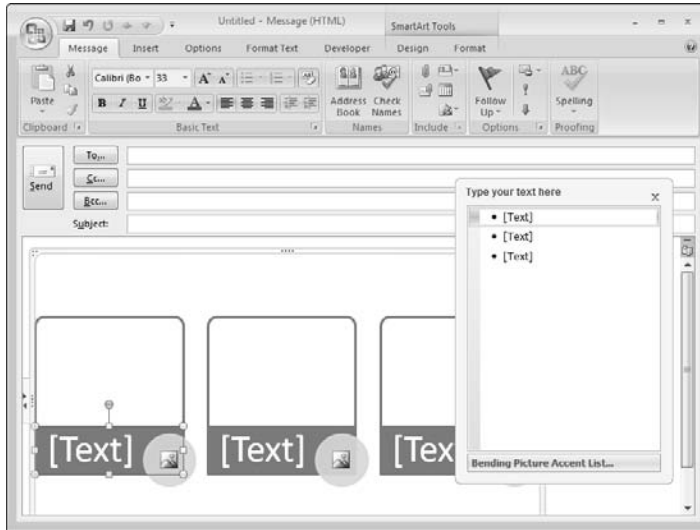 Untitled - Message (HTML)
SmartArt Tools
Message Insert Options Format Text Developer Design Format
Paste
Calibri (Bo 33
A A
B I U A
Address Book
Check Names
Follow Up
ABC
Spelling
Clipboard Basic Text Names Include Options Proofing
Send
To...
Cc...
Bcc...
Subject:
Type your text here
x
[Text]
[Text]
[Text]
[Text] [Text] [Tex
Bending Picture Accent List...